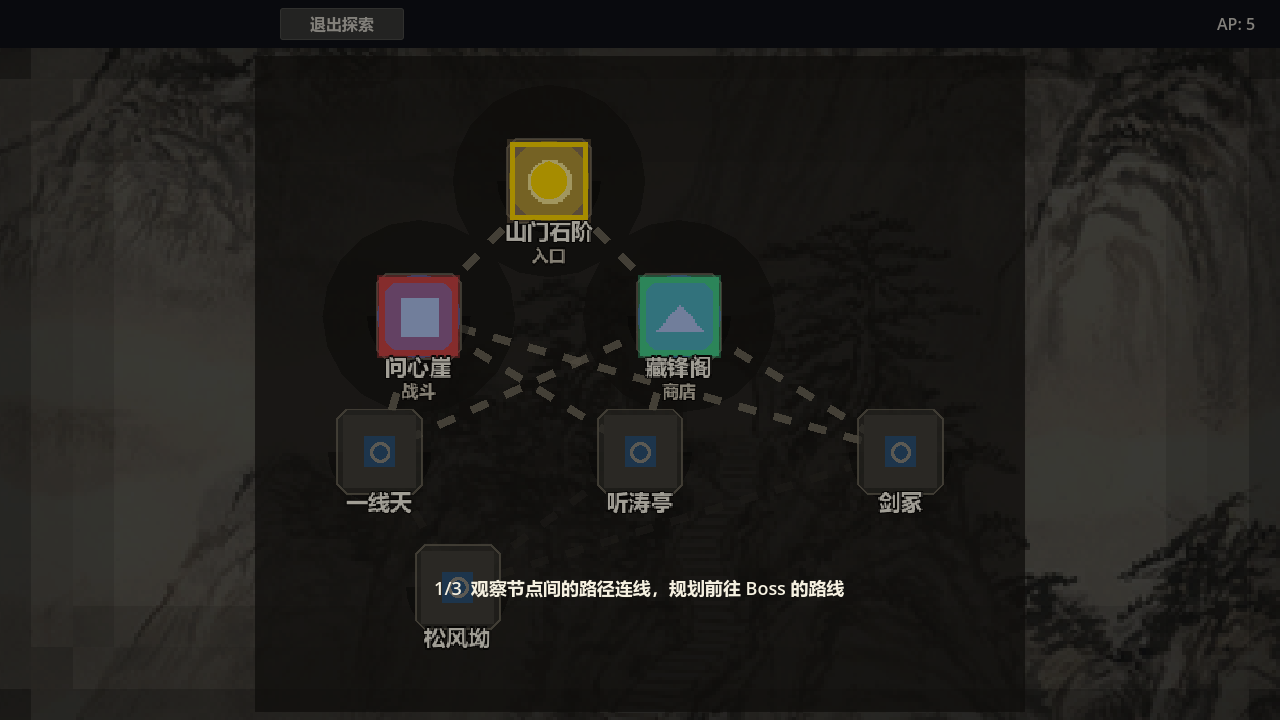 退出探索
AP: 5
山门石阶
入口
问心崖
战斗
藏锋阁
商店
一线天
听涛亭
剑冢
1/3 观察节点间的路径连线，规划前往 Boss 的路线
松风坳